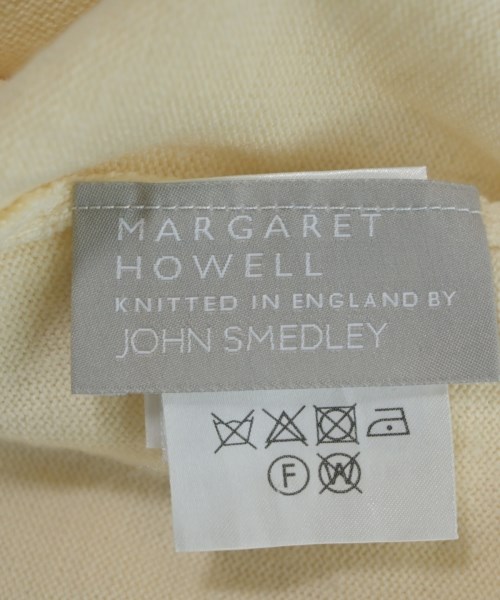 MARGARET
HOWELL
KNITTED IN ENGLAND BY
JOHN SMEDLEY
F W